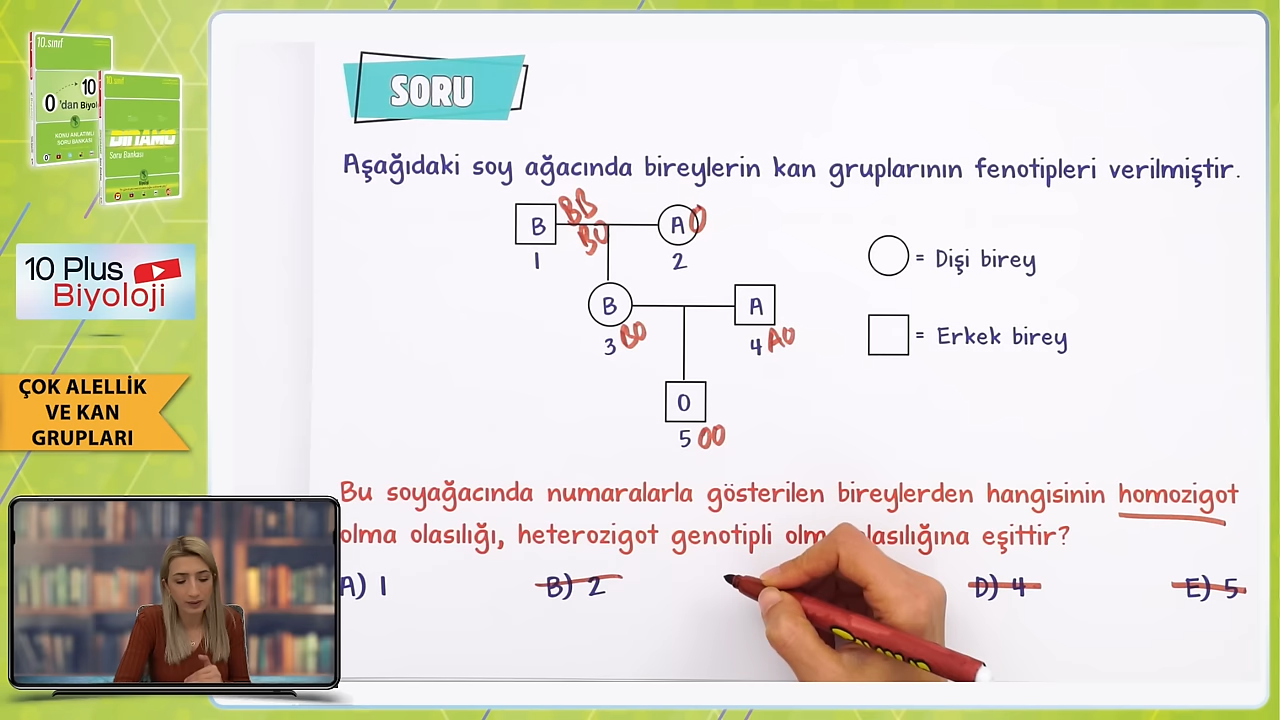 10.sınıf
0'dan 10
Biyol
KONU ANLATIMLI
SORU BANKASI
10.sınıf
DİNAMO
Soru Bankası
10 Plus
Biyoloji
ÇOK ALELLİK
VE KAN
GRUPLARI
SORU
Aşağıdaki soy ağacında bireylerin kan gruplarının fenotipleri verilmiştir.
B BB A O
BO
1 2
B A
3 BO 4 AO
O
5 OO
= Dişi birey
= Erkek birey
Bu soyağacında numaralarla gösterilen bireylerden hangisinin homozigot
olma olasılığı, heterozigot genotipli olm lasılığına eşittir?
A) 1 B) 2 D) 4 E) 5